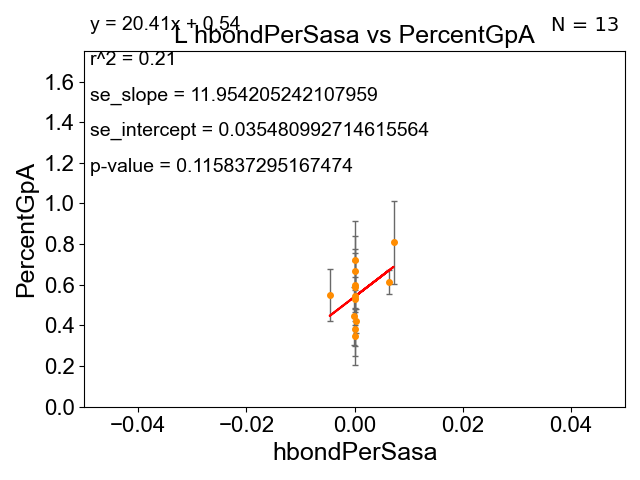 y = 20.41x + 0.54
N = 13
L hbondPerSasa vs PercentGpA
r^2 = 0.21
se_slope = 11.954205242107959
se_intercept = 0.035480992714615564
p-value = 0.115837295167474
PercentGpA
1.6
1.4
1.2
1.0
0.8
0.6
0.4
0.2
0.0
−0.04
−0.02
0.00
0.02
0.04
hbondPerSasa